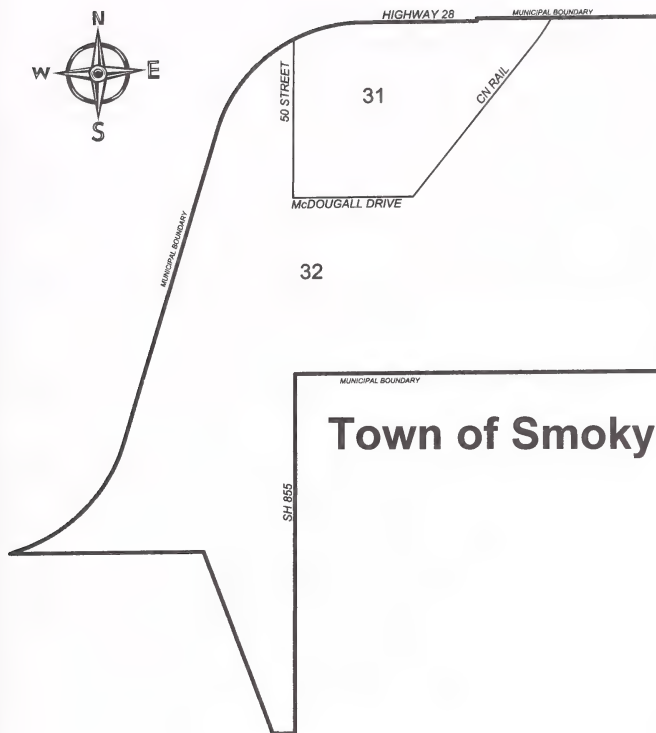 HIGHWAY 28
MUNICIPAL BOUNDARY
N
W
E
S
50 STREET
31
CN RAIL
McDOUGALL DRIVE
MUNICIPAL BOUNDARY
32
MUNICIPAL BOUNDARY
Town of Smoky
SH 855